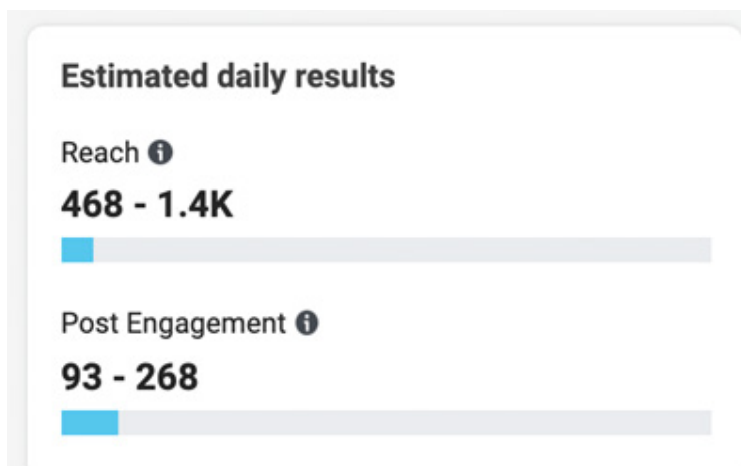 Estimated daily results
Reach
468 - 1.4K
Post Engagement
93 - 268